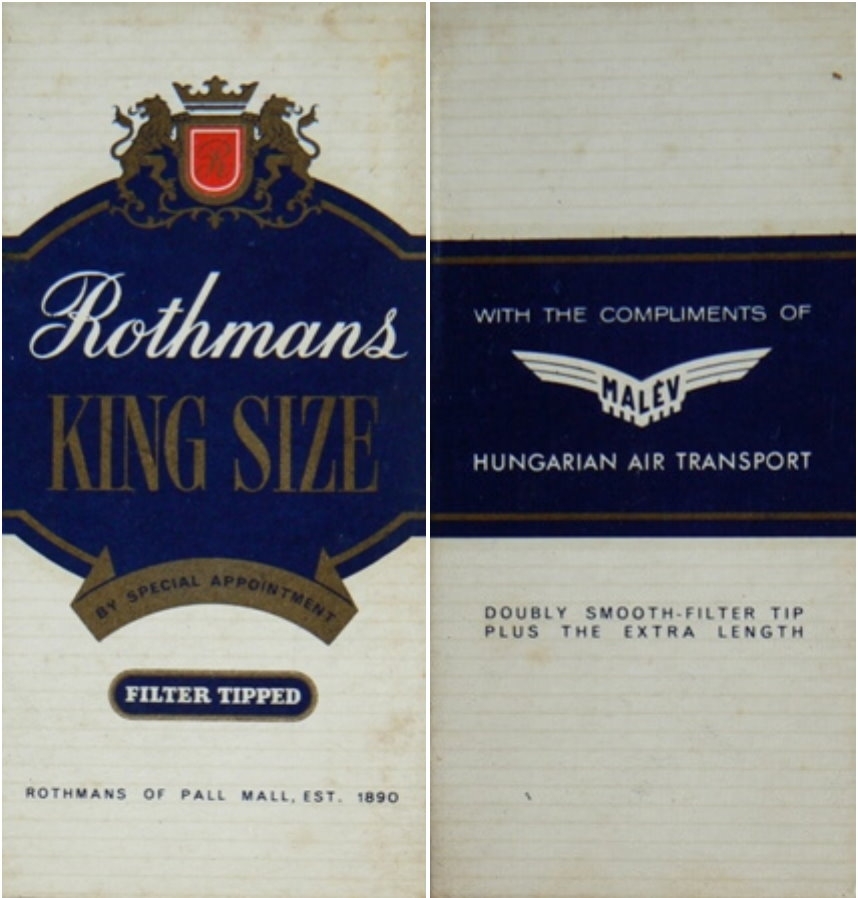 Rothmans
KING SIZE
BY SPECIAL APPOINTMENT
FILTER TIPPED
ROTHMANS OF PALL MALL, EST. 1890
WITH THE COMPLIMENTS OF
MALÉV
HUNGARIAN AIR TRANSPORT
DOUBLY SMOOTH-FILTER TIP
PLUS THE EXTRA LENGTH